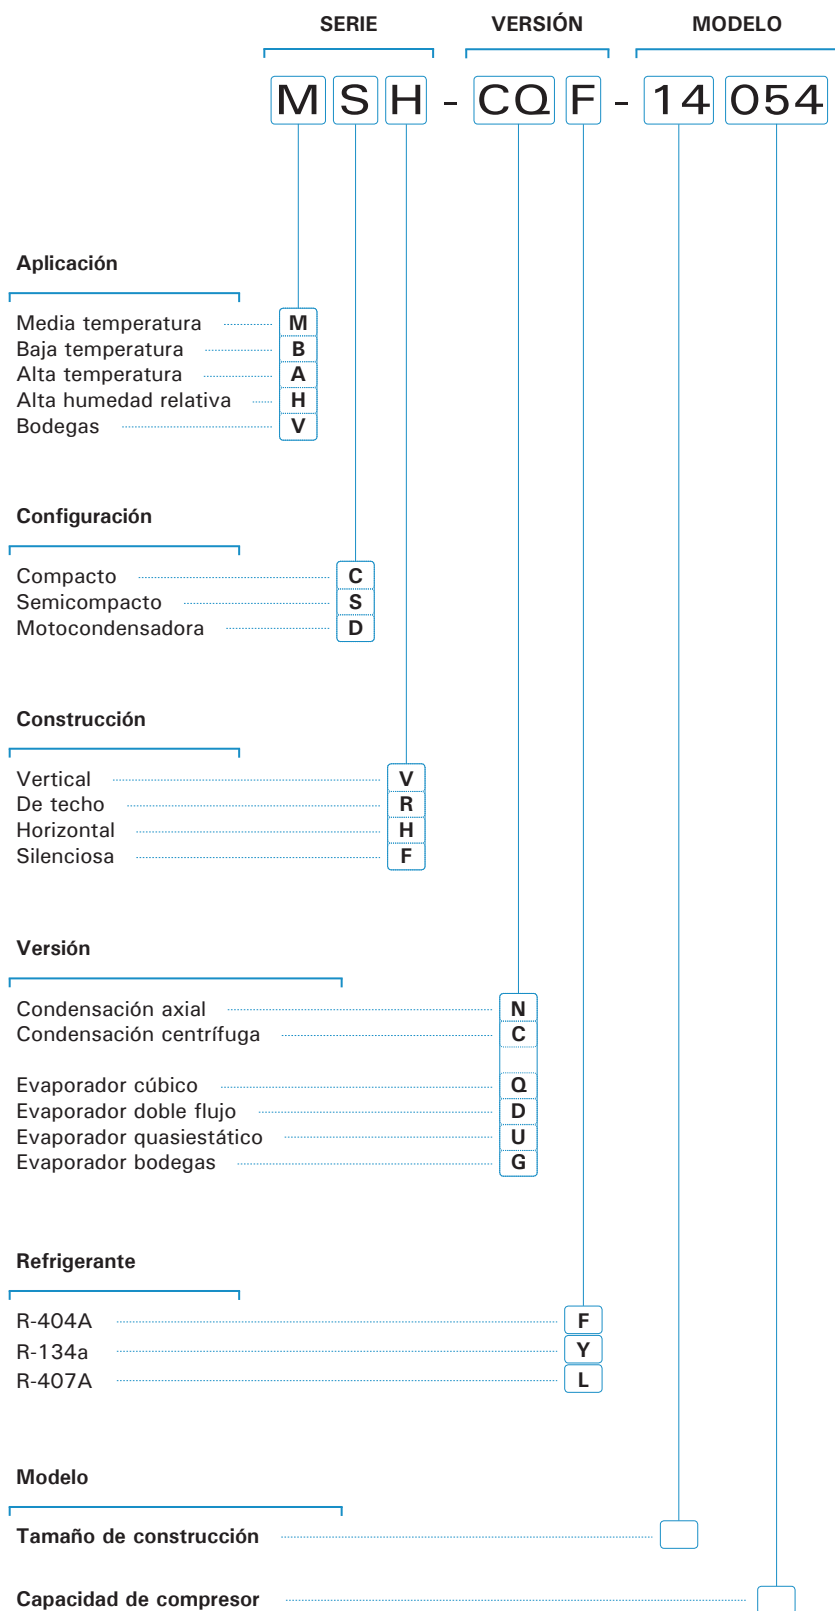 SERIE VERSIÓN MODELO
MSH - CQF - 14 054
Aplicación
Media temperatura M
Baja temperatura B
Alta temperatura A
Alta humedad relativa H
Bodegas V
Configuración
Compacto C
Semicompacto S
Motocondensadora D
Construcción
Vertical V
De techo R
Horizontal H
Silenciosa F
Versión
Condensación axial N
Condensación centrífuga C
Evaporador cúbico Q
Evaporador doble flujo D
Evaporador quasiestático U
Evaporador bodegas G
Refrigerante
R-404A F
R-134a Y
R-407A L
Modelo
Tamaño de construcción
Capacidad de compresor